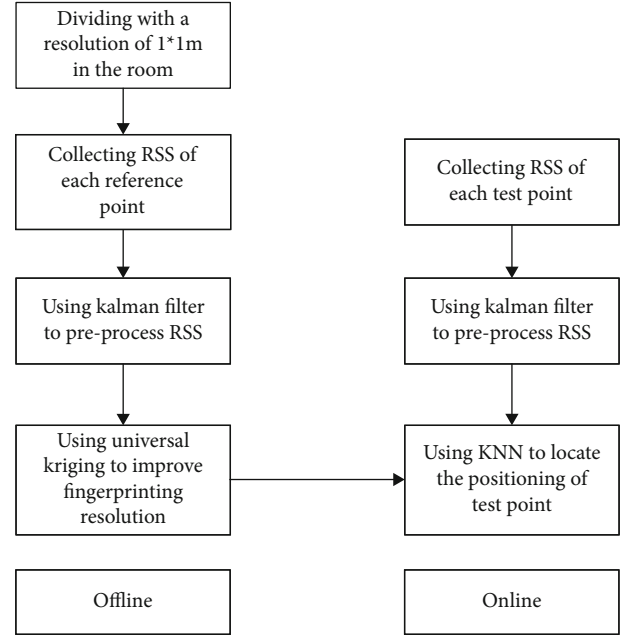 Dividing with a
resolution of 1*1m
in the room
Collecting RSS of
each reference
point
Using kalman filter
to pre-process RSS
Using universal
kriging to improve
fingerprinting
resolution
Offline
Collecting RSS of
each test point
Using kalman filter
to pre-process RSS
Using KNN to locate
the positioning of
test point
Online